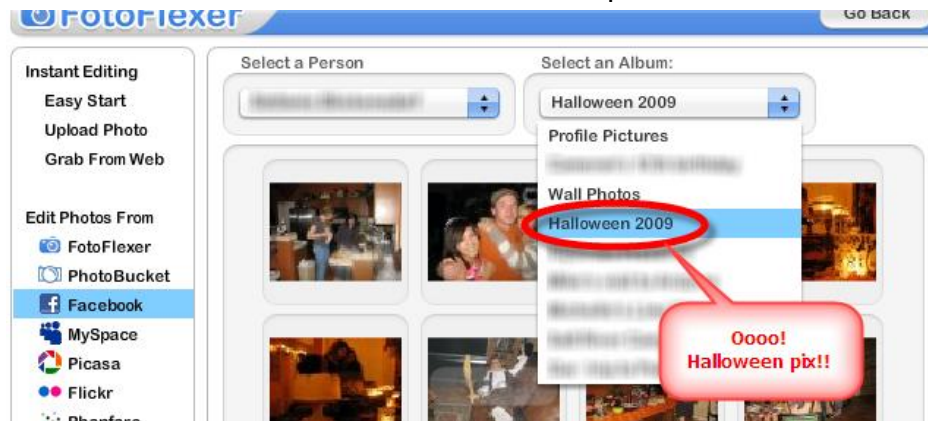 FotoFlexer
Go Back
Instant Editing
Easy Start
Upload Photo
Grab From Web
Edit Photos From
FotoFlexer
PhotoBucket
Facebook
MySpace
Picasa
Flickr
Phanfare
Select a Person
Select an Album:
Halloween 2009
Profile Pictures
Wall Photos
Halloween 2009
Oooo!
Halloween pix!!